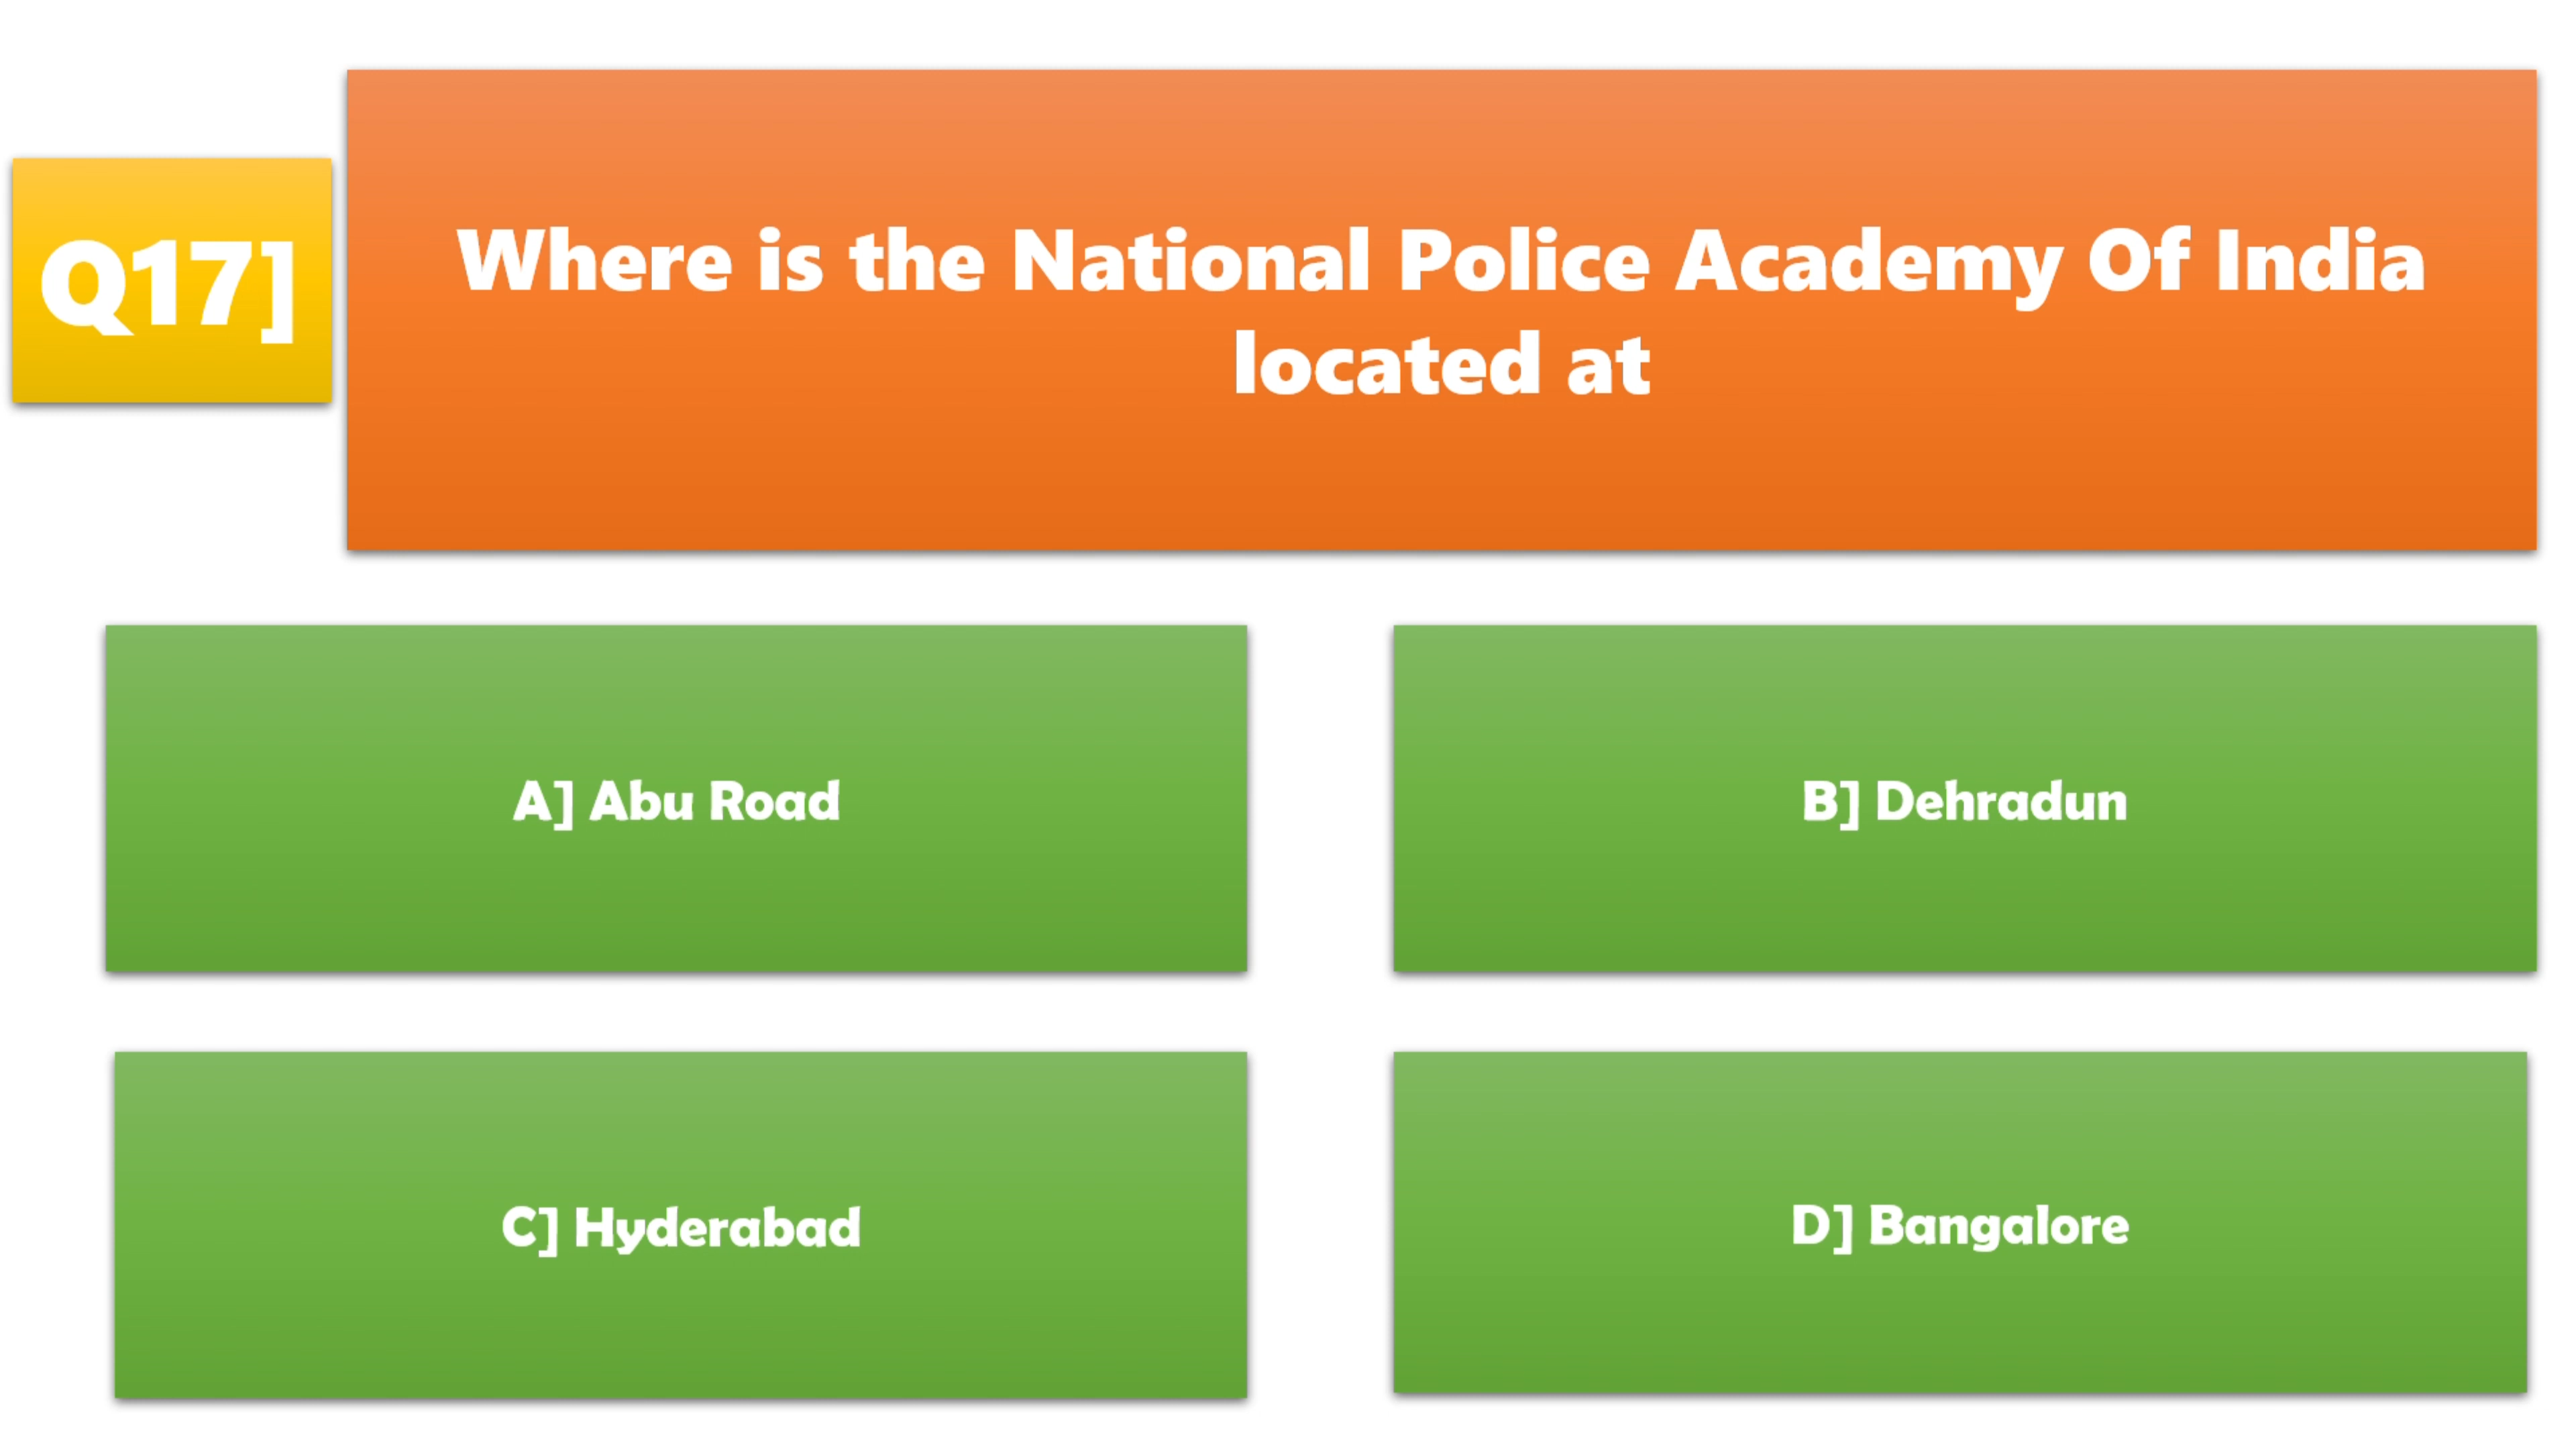 Q17]
Where is the National Police Academy Of India
located at
A] Abu Road
B] Dehradun
C] Hyderabad
D] Bangalore